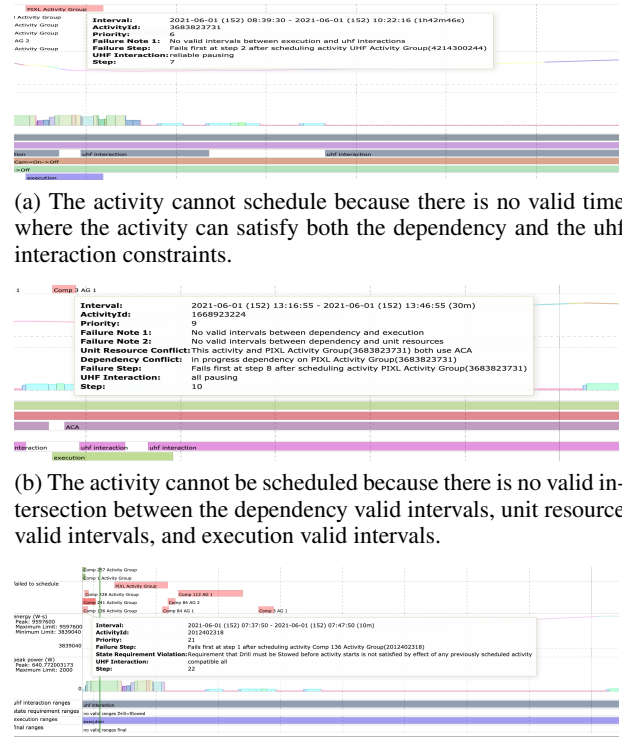 PIXL Activity Group
Activity Group
Activity Group
Activity Group
AG 2
Activity Group
Interval: 2021-06-01 (152) 08:39:30 - 2021-06-01 (152) 10:22:16 (1h42m46s)
ActivityId: 3683823731
Priority: 6
Failure Note 1: No valid intervals between execution and uhf interactions
Failure Step: Fails first at step 2 after scheduling activity UHF Activity Group(4214300244)
UHF Interaction: reliable pausing
Step: 7
tion uhf interaction uhf interaction
Cam=On->Off
->Off
execution
(a) The activity cannot schedule because there is no valid time
where the activity can satisfy both the dependency and the uhf
interaction constraints.
1 Comp 3 AG 1
Interval: 2021-06-01 (152) 13:16:55 - 2021-06-01 (152) 13:46:55 (30m)
ActivityId: 1668923224
Priority: 9
Failure Note 1: No valid intervals between dependency and execution
Failure Note 2: No valid intervals between dependency and unit resources
Unit Resource Conflict: This activity and PIXL Activity Group(3683823731) both use ACA
Dependency Conflict: in progress dependency on PIXL Activity Group(3683823731)
Failure Step: Fails first at step 8 after scheduling activity PIXL Activity Group(3683823731)
UHF Interaction: all pausing
Step: 10
ACA
nteraction uhf interaction uhf interaction
execution
(b) The activity cannot be scheduled because there is no valid in-
tersection between the dependency valid intervals, unit resource
valid intervals, and execution valid intervals.
Comp 257 Activity Group
Comp 1 Activity Group
failed to schedule PIXL Activity Group
Comp 328 Activity Group Comp 112 AG 1
Comp 241 Activity Group Comp 84 AG 2
Comp 136 Activity Group Comp 84 AG 1 Comp 3 AG 1
energy (W-s)
Peak: 9597600
Maximum Limit: 9597600
Minimum Limit: 3839040
3839040
peak power (W)
Peak: 640.772003173
Maximum Limit: 2000
0
Interval: 2021-06-01 (152) 07:37:50 - 2021-06-01 (152) 07:47:50 (10m)
ActivityId: 2012402318
Priority: 21
Failure Step: Fails first at step 1 after scheduling activity Comp 136 Activity Group(2012402318)
State Requirement Violation: Requirement that Drill must be Stowed before activity starts is not satisfied by effect of any previously scheduled activity
UHF Interaction: compatible all
Step: 22
uhf interaction ranges uhf interaction
state requirement ranges no valid ranges Drill=Stowed
execution ranges execution
final ranges no valid ranges final